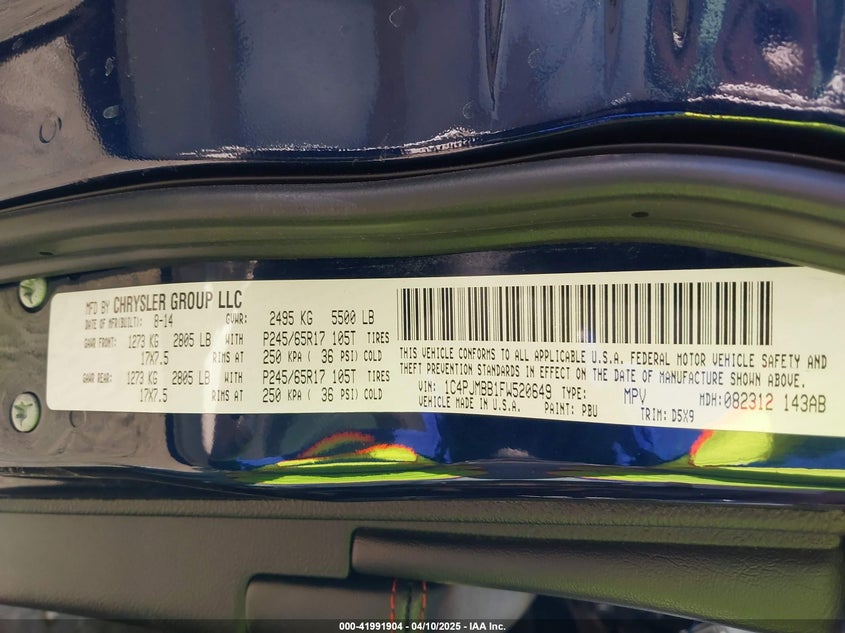 MFD BY CHRYSLER GROUP LLC
DATE OF MFR(BUILT): 8-14 GVWR: 2495 KG 5500 LB
GAWR FRONT: 1273 KG 2805 LB WITH P245/65R17 105T TIRES
17X7.5 RIMS AT 250 KPA ( 36 PSI) COLD
GAWR REAR: 1273 KG 2805 LB WITH P245/65R17 105T TIRES
17X7.5 RIMS AT 250 KPA ( 36 PSI) COLD
THIS VEHICLE CONFORMS TO ALL APPLICABLE U.S.A. FEDERAL MOTOR VEHICLE SAFETY AND
THEFT PREVENTION STANDARDS IN EFFECT ON THE DATE OF MANUFACTURE SHOWN ABOVE.
VIN: 1C4PJMBB1FW520649 TYPE: MPV MDH:082312 143AB
VEHICLE MADE IN U.S.A. PAINT: PBU TRIM: D5X9
000-41991904 - 04/10/2025 - IAA Inc.